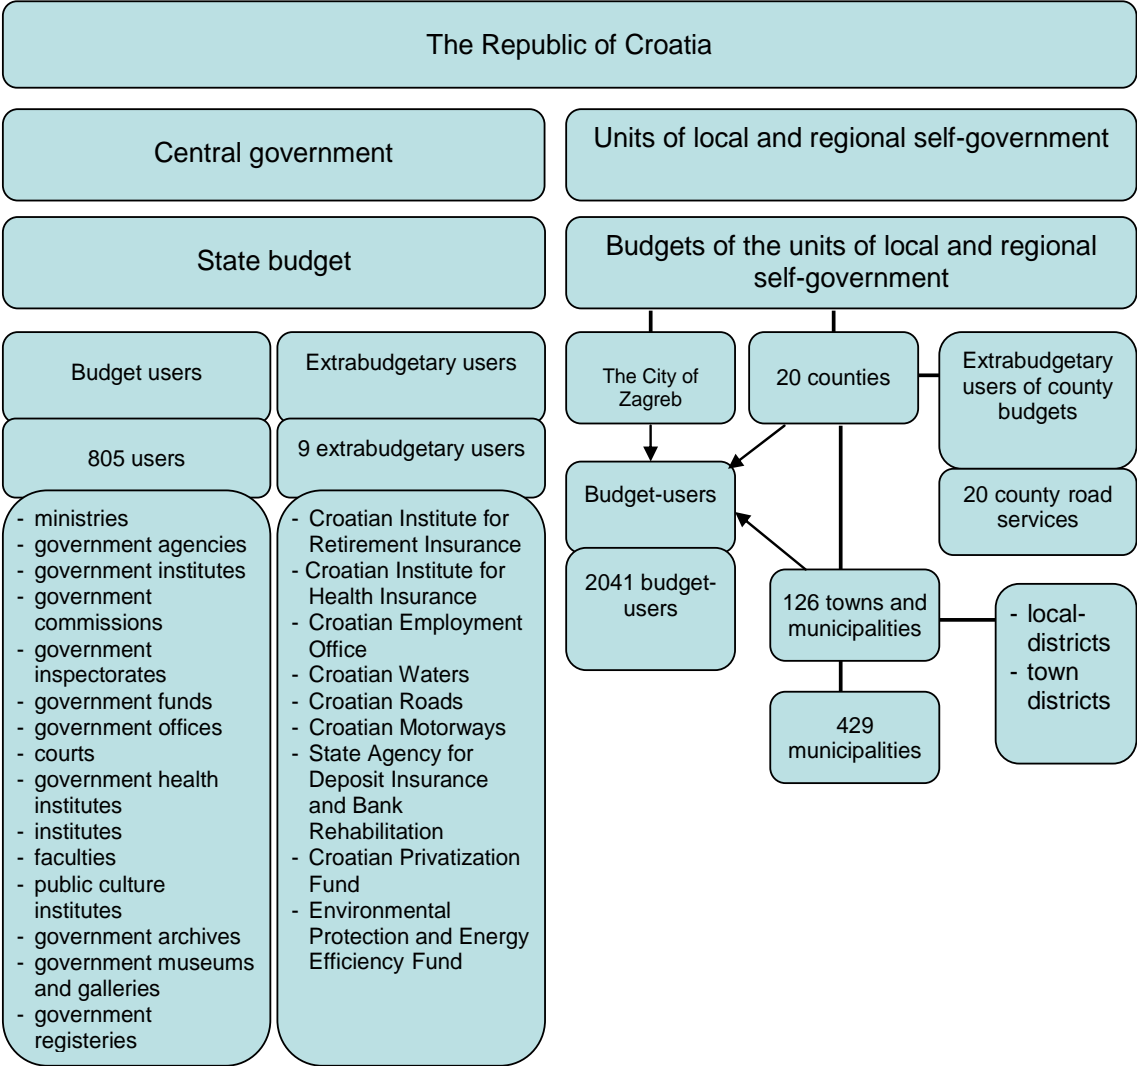 The Republic of Croatia
Central government
Units of local and regional self-government
State budget
Budgets of the units of local and regional
self-government
Budget users
Extrabudgetary users
805 users
9 extrabudgetary users
- ministries
- government agencies
- government institutes
- government
commissions
- government
inspectorates
- government funds
- government offices
- courts
- government health
institutes
- institutes
- faculties
- public culture
institutes
- government archives
- government museums
and galleries
- government
registeries
- Croatian Institute for
Retirement Insurance
- Croatian Institute for
Health Insurance
- Croatian Employment
Office
- Croatian Waters
- Croatian Roads
- Croatian Motorways
- State Agency for
Deposit Insurance
and Bank
Rehabilitation
- Croatian Privatization
Fund
- Environmental
Protection and Energy
Efficiency Fund
The City of
Zagreb
20 counties
Extrabudgetary
users of county
budgets
20 county road
services
Budget-users
2041 budget-
users
126 towns and
municipalities
- local-
districts
- town
districts
429
municipalities